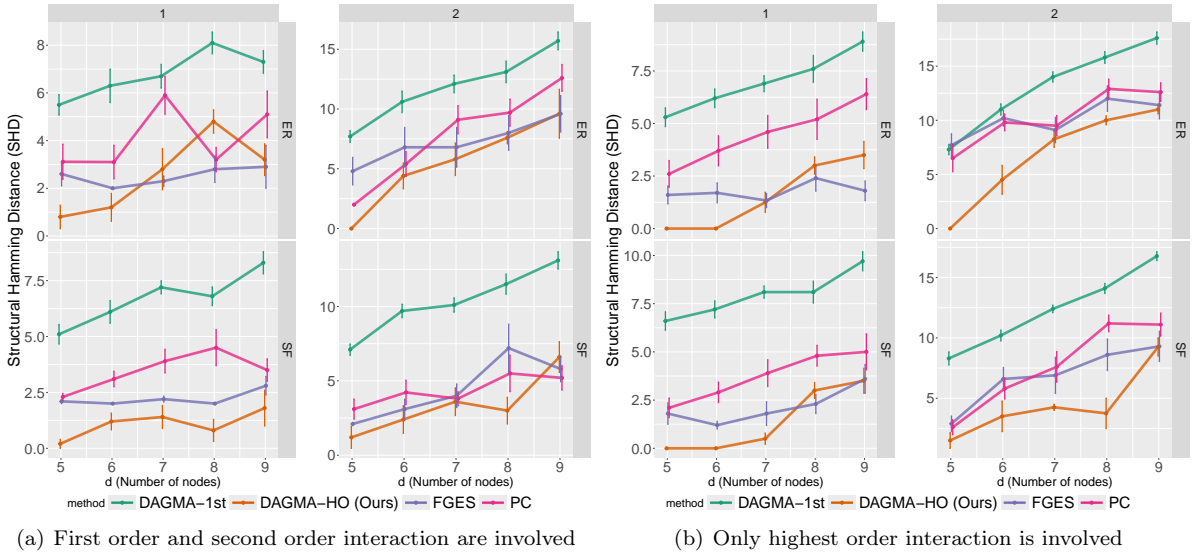 1
2
ER
8
6
4
2
0
15
10
5
0
SF
7.5
5.0
2.5
0.0
10
5
0
Structural Hamming Distance (SHD)
5 6 7 8 9
5 6 7 8 9
d (Number of nodes)
d (Number of nodes)
method DAGMA-1st DAGMA-HO (Ours) FGES PC
(a) First order and second order interaction are involved
1
2
ER
7.5
5.0
2.5
0.0
15
10
5
0
SF
10.0
7.5
5.0
2.5
0.0
15
10
5
Structural Hamming Distance (SHD)
5 6 7 8 9
5 6 7 8 9
d (Number of nodes)
d (Number of nodes)
method DAGMA-1st DAGMA-HO (Ours) FGES PC
(b) Only highest order interaction is involved
ER
SF
ER
SF